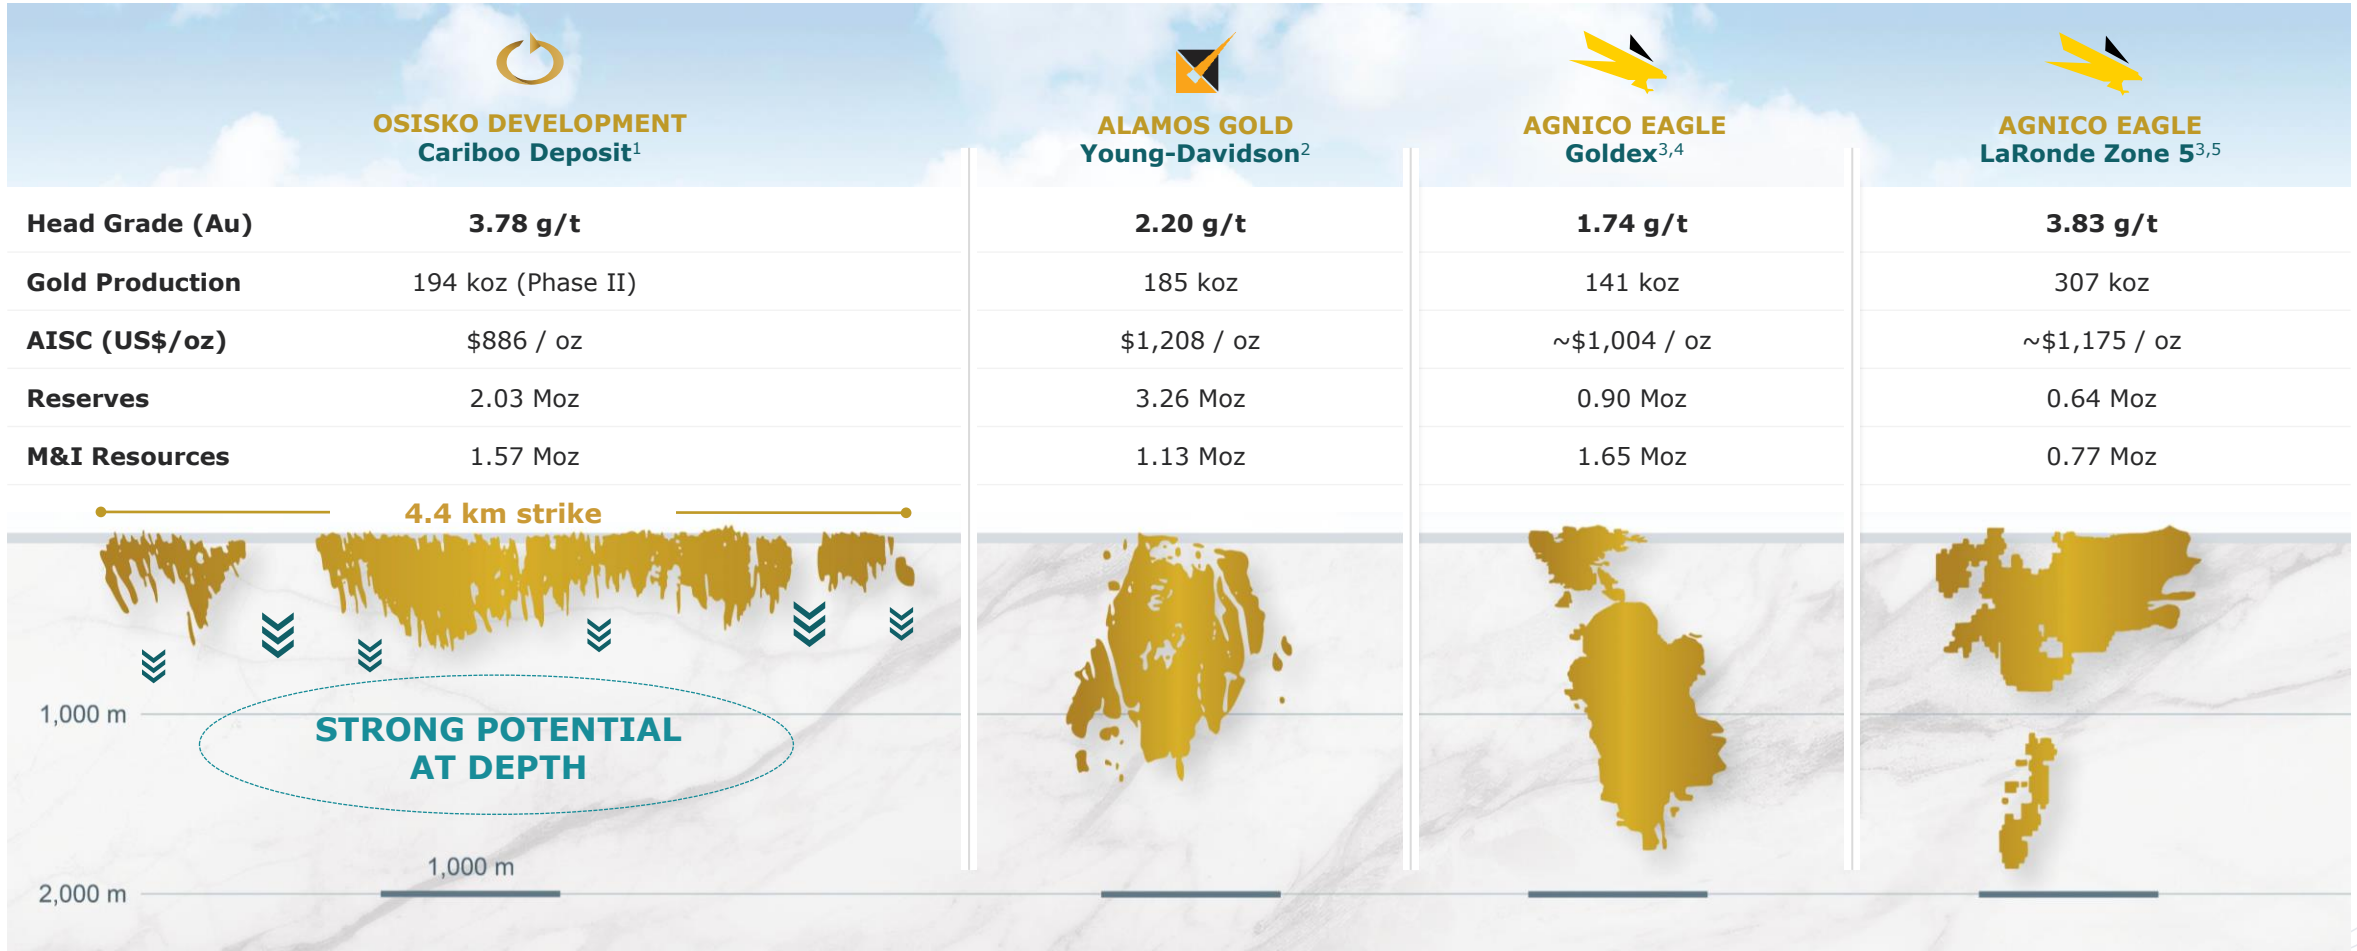 OSISKO DEVELOPMENT
Cariboo Deposit1
ALAMOS GOLD
Young-Davidson2
AGNICO EAGLE
Goldex3,4
AGNICO EAGLE
LaRonde Zone 53,5
Head Grade (Au) 3.78 g/t 2.20 g/t 1.74 g/t 3.83 g/t
Gold Production 194 koz (Phase II) 185 koz 141 koz 307 koz
AISC (US$/oz) $886 / oz $1,208 / oz ~$1,004 / oz ~$1,175 / oz
Reserves 2.03 Moz 3.26 Moz 0.90 Moz 0.64 Moz
M&I Resources 1.57 Moz 1.13 Moz 1.65 Moz 0.77 Moz
4.4 km strike
1,000 m
STRONG POTENTIAL
AT DEPTH
1,000 m
2,000 m